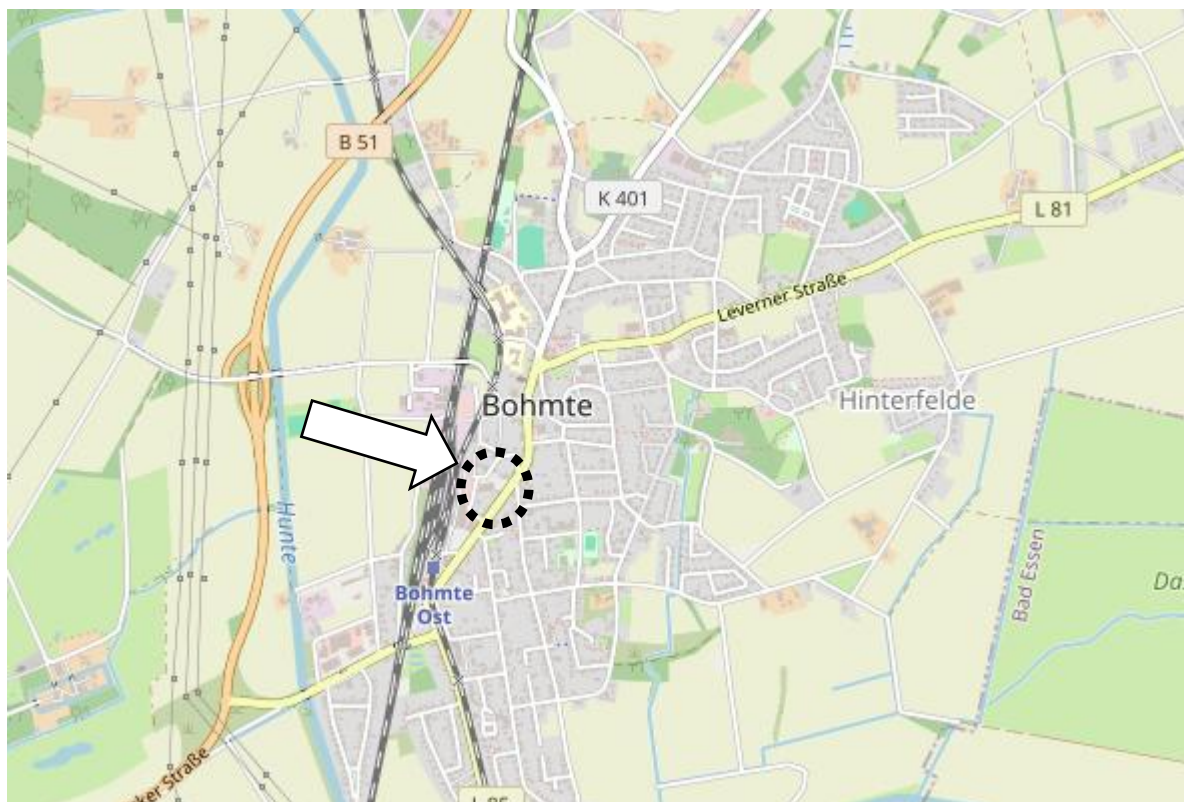 B 51
K 401
L 81
Leverner Straße
Bohmte
Hinterfelde
Hunte
Bad Essen
Bohmte
Ost